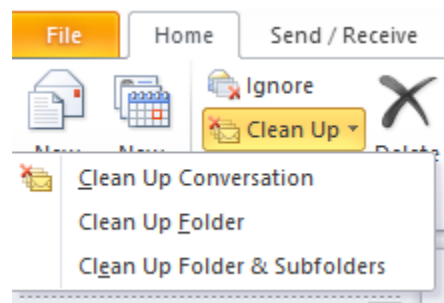 File Home Send / Receive
Ignore
Clean Up
Clean Up Conversation
Clean Up Folder
Clean Up Folder & Subfolders